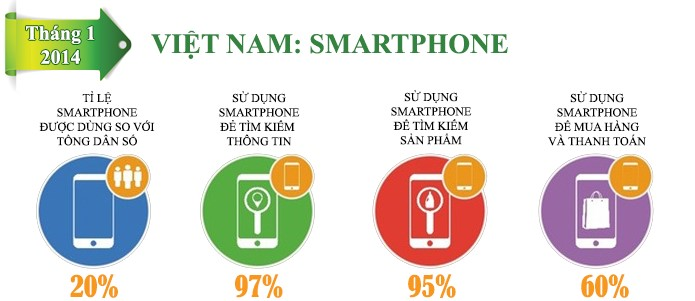 Tháng 1
2014
VIỆT NAM: SMARTPHONE
TỈ LỆ
SMARTPHONE
ĐƯỢC DÙNG SO VỚI
TỔNG DÂN SỐ
20%
SỬ DỤNG
SMARTPHONE
ĐỂ TÌM KIẾM
THÔNG TIN
97%
SỬ DỤNG
SMARTPHONE
ĐỂ TÌM KIẾM
SẢN PHẨM
95%
SỬ DỤNG
SMARTPHONE
ĐỂ MUA HÀNG
VÀ THANH TOÁN
60%